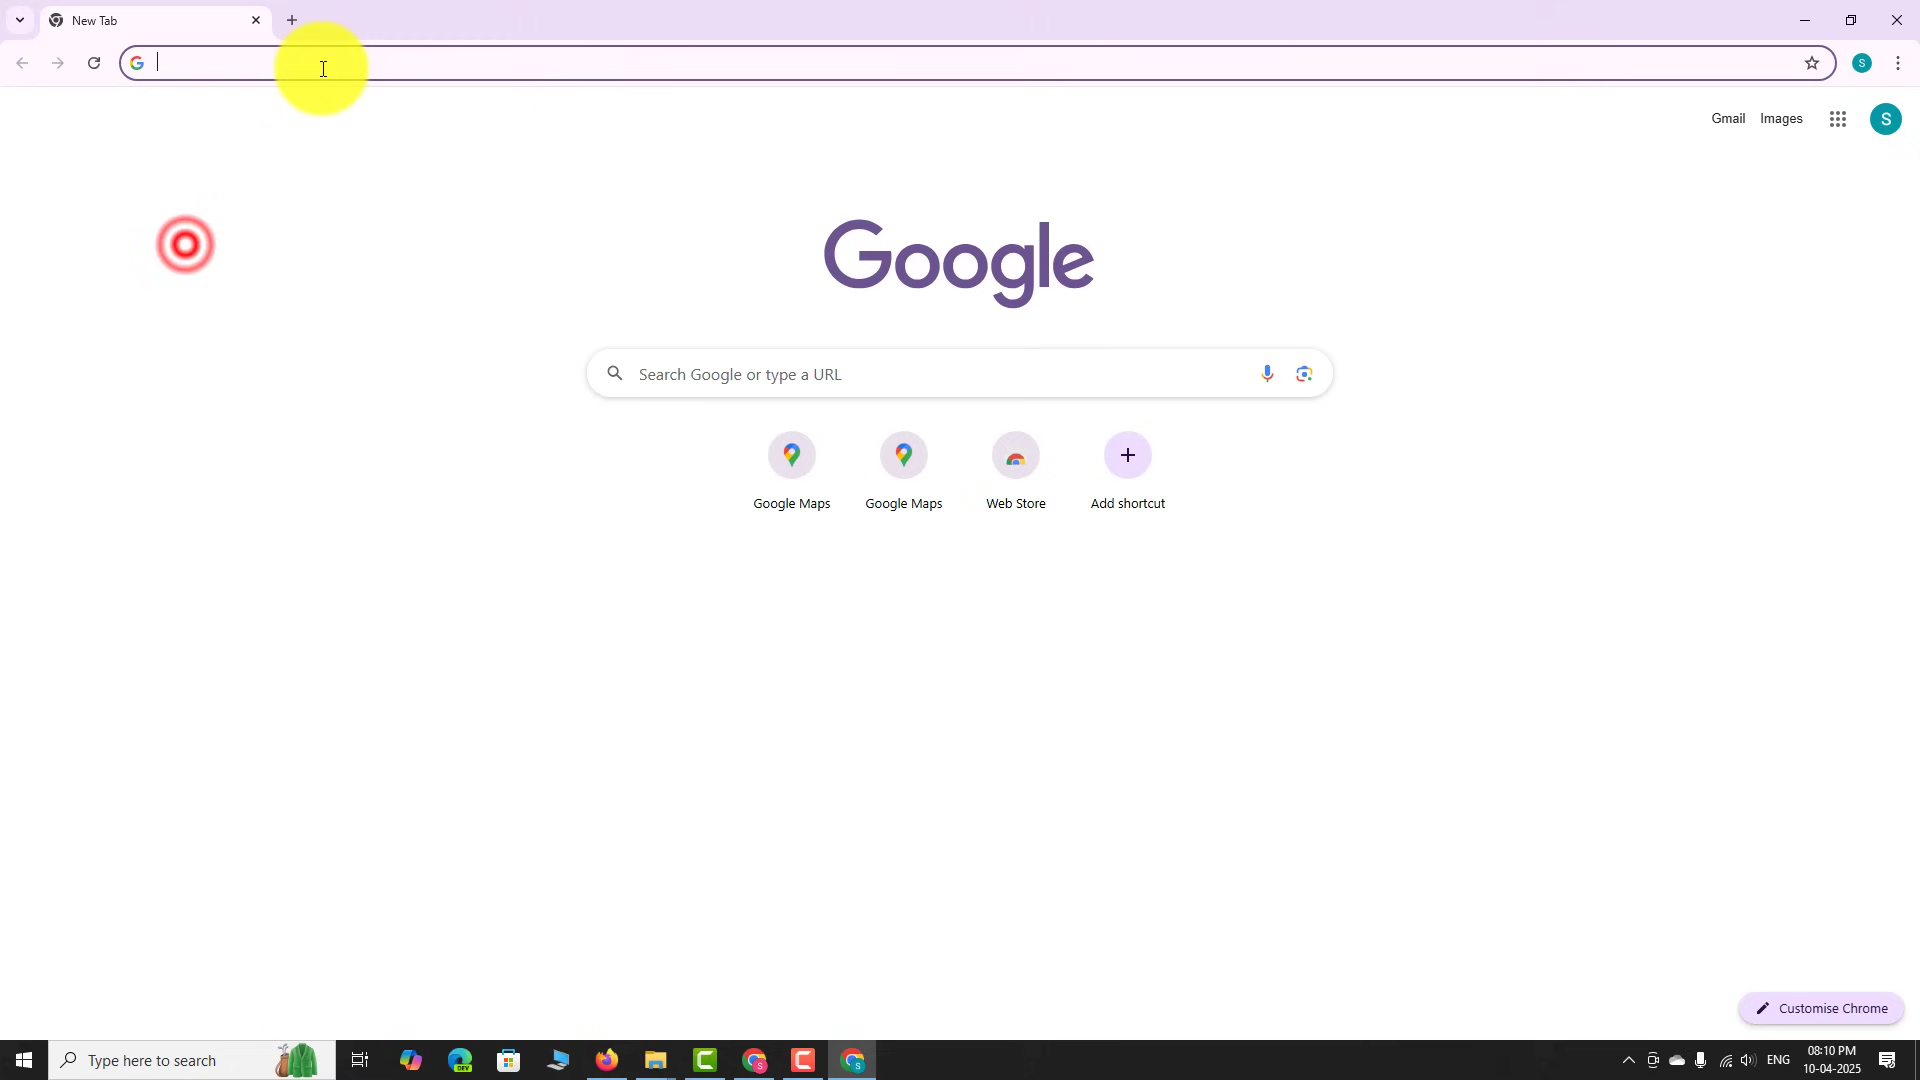 New Tab
Gmail Images
S
S
Google
Search Google or type a URL
Google Maps Google Maps Web Store Add shortcut
Customise Chrome
Type here to search
DEV
S
S
ENG
08:10 PM
10-04-2025